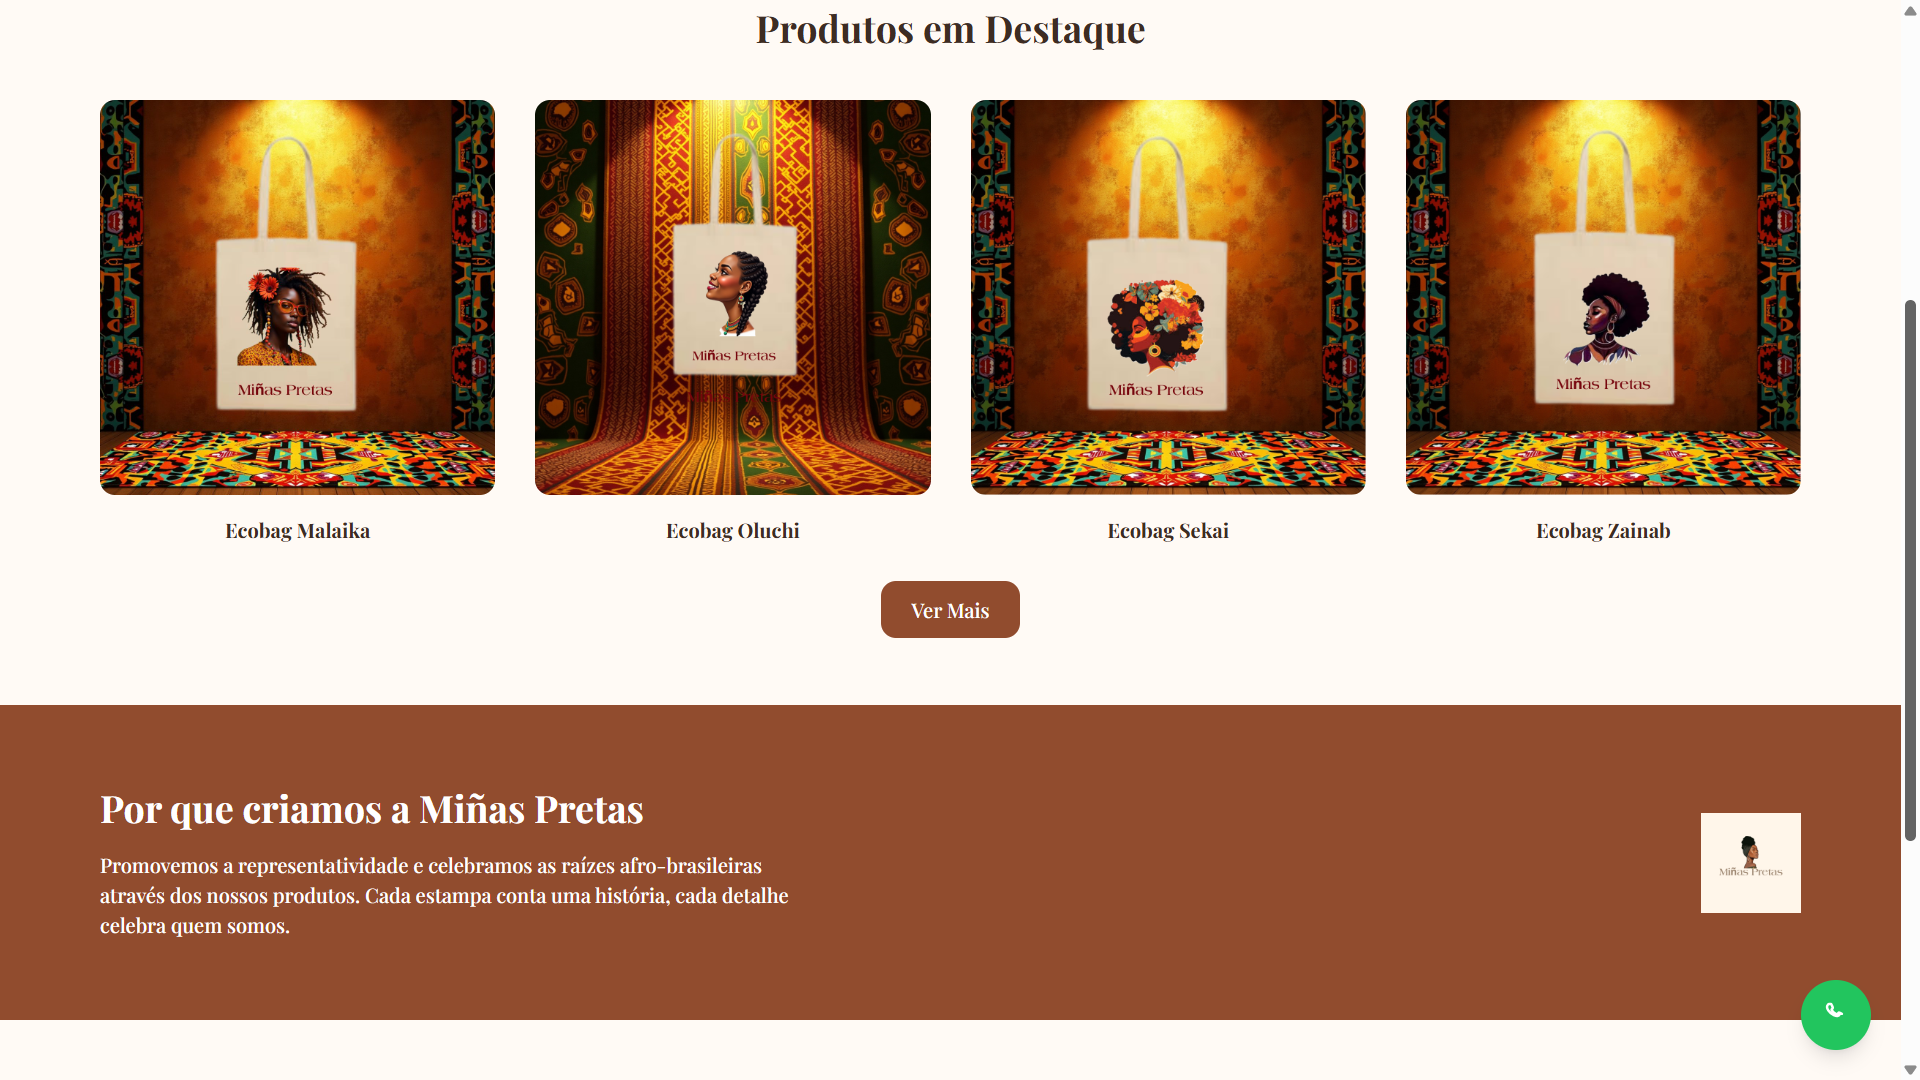 Produtos em Destaque
Miñas Pretas
Miñas Pretas
Miñas Pretas
Miñas Pretas
Ecobag Malaika
Ecobag Oluchi
Ecobag Sekai
Ecobag Zainab
Ver Mais
Por que criamos a Miñas Pretas
Promovemos a representatividade e celebramos as raízes afro-brasileiras
através dos nossos produtos. Cada estampa conta uma história, cada detalhe
celebra quem somos.
Miñas Pretas